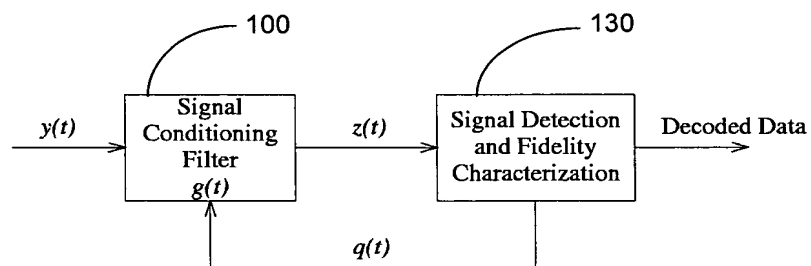 100
130
y(t)
Signal
Conditioning
Filter
g(t)
z(t)
Signal Detection
and Fidelity
Characterization
Decoded Data
q(t)